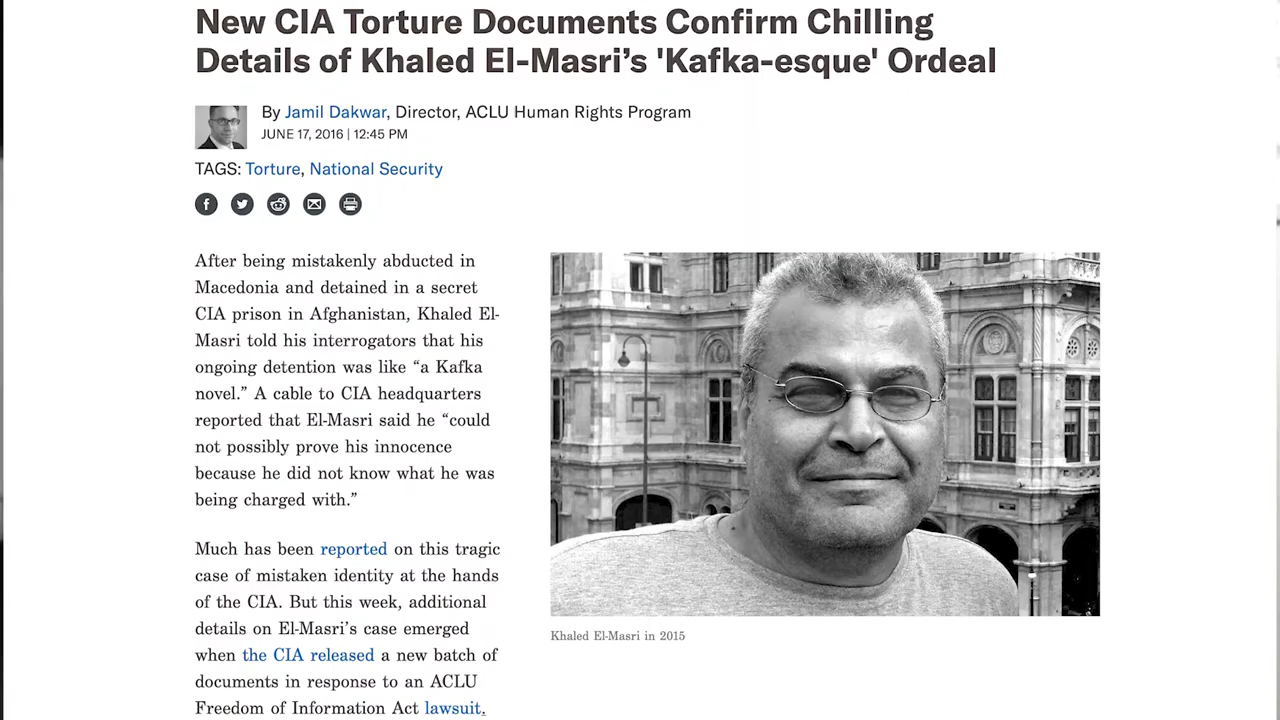 New CIA Torture Documents Confirm Chilling
Details of Khaled El-Masri’s 'Kafka-esque' Ordeal
By Jamil Dakwar, Director, ACLU Human Rights Program
JUNE 17, 2016 | 12:45 PM
TAGS: Torture, National Security
After being mistakenly abducted in
Macedonia and detained in a secret
CIA prison in Afghanistan, Khaled El-
Masri told his interrogators that his
ongoing detention was like “a Kafka
novel.” A cable to CIA headquarters
reported that El-Masri said he “could
not possibly prove his innocence
because he did not know what he was
being charged with.”
Much has been reported on this tragic
case of mistaken identity at the hands
of the CIA. But this week, additional
details on El-Masri’s case emerged
when the CIA released a new batch of
documents in response to an ACLU
Freedom of Information Act lawsuit.
Khaled El-Masri in 2015